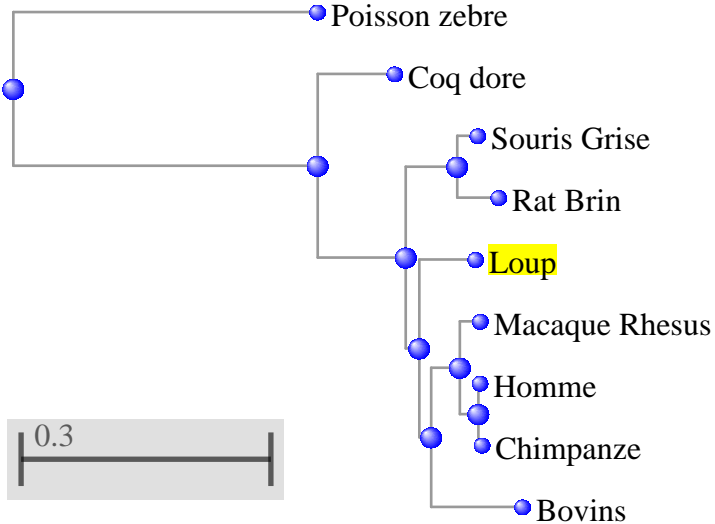 Poisson zebre
Coq dore
Souris Grise
Rat Brin
Loup
Macaque Rhesus
Homme
0.3
Chimpanze
Bovins